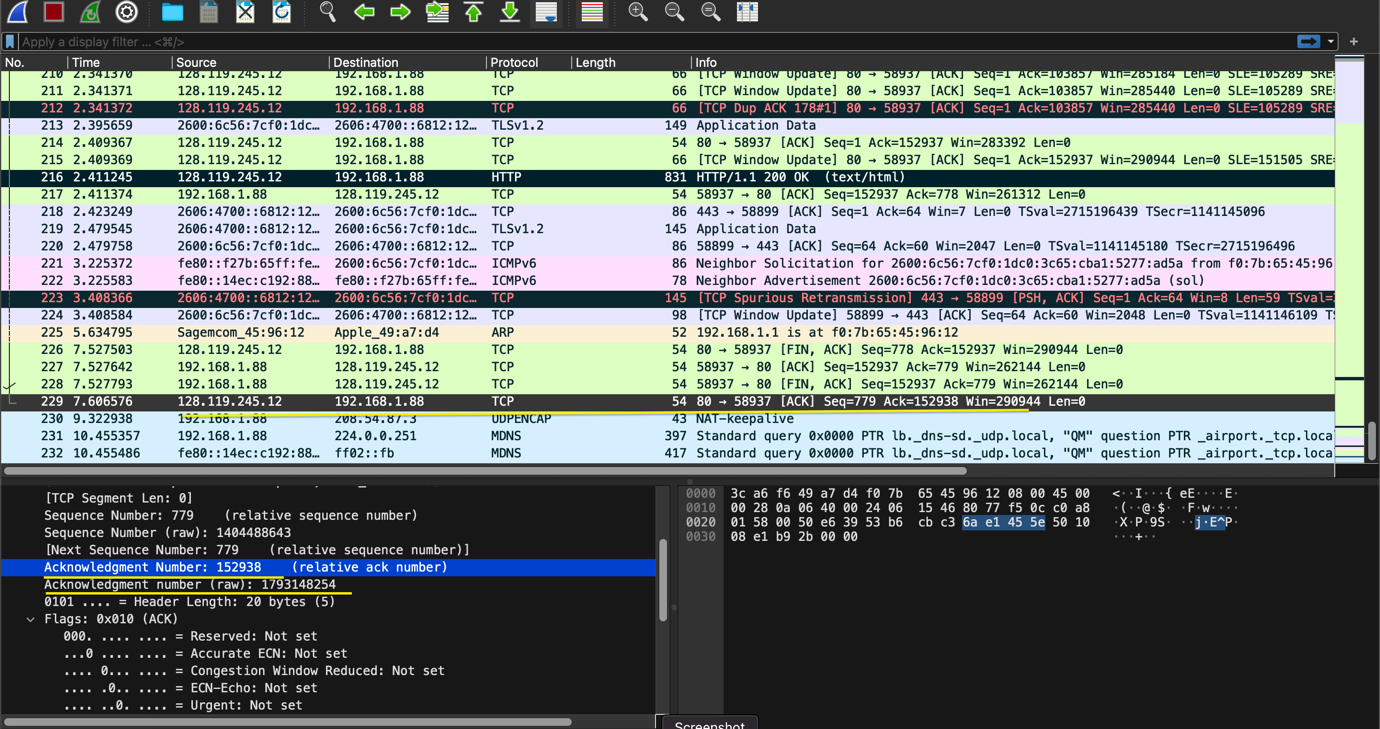 Apply a display filter ... <⌘/>
No. Time Source Destination Protocol Length Info
210 2.341370 128.119.245.12 192.168.1.88 TCP 66 [TCP Window Update] 80 → 58937 [ACK] Seq=1 Ack=103857 Win=285184 Len=0 SLE=105289 SRE=
211 2.341371 128.119.245.12 192.168.1.88 TCP 66 [TCP Window Update] 80 → 58937 [ACK] Seq=1 Ack=103857 Win=285440 Len=0 SLE=105289 SRE=
212 2.341372 128.119.245.12 192.168.1.88 TCP 66 [TCP Dup ACK 178#1] 80 → 58937 [ACK] Seq=1 Ack=103857 Win=285440 Len=0 SLE=105289 SRE=
213 2.395659 2600:6c56:7cf0:1dc… 2606:4700::6812:12… TLSv1.2 149 Application Data
214 2.409367 128.119.245.12 192.168.1.88 TCP 54 80 → 58937 [ACK] Seq=1 Ack=152937 Win=283392 Len=0
215 2.409369 128.119.245.12 192.168.1.88 TCP 66 [TCP Window Update] 80 → 58937 [ACK] Seq=1 Ack=152937 Win=290944 Len=0 SLE=151505 SRE=
216 2.411245 128.119.245.12 192.168.1.88 HTTP 831 HTTP/1.1 200 OK (text/html)
217 2.411374 192.168.1.88 128.119.245.12 TCP 54 58937 → 80 [ACK] Seq=152937 Ack=778 Win=261312 Len=0
218 2.423249 2606:4700::6812:12… 2600:6c56:7cf0:1dc… TCP 86 443 → 58899 [ACK] Seq=1 Ack=64 Win=7 Len=0 TSval=2715196439 TSecr=1141145096
219 2.479545 2606:4700::6812:12… 2600:6c56:7cf0:1dc… TLSv1.2 145 Application Data
220 2.479758 2600:6c56:7cf0:1dc… 2606:4700::6812:12… TCP 86 58899 → 443 [ACK] Seq=64 Ack=60 Win=2047 Len=0 TSval=1141145180 TSecr=2715196496
221 3.225372 fe80::f27b:65ff:fe… 2600:6c56:7cf0:1dc… ICMPv6 86 Neighbor Solicitation for 2600:6c56:7cf0:1dc0:3c65:cba1:5277:ad5a from f0:7b:65:45:96
222 3.225583 fe80::14ec:c192:88… fe80::f27b:65ff:fe… ICMPv6 78 Neighbor Advertisement 2600:6c56:7cf0:1dc0:3c65:cba1:5277:ad5a (sol)
223 3.408366 2606:4700::6812:12… 2600:6c56:7cf0:1dc… TCP 145 [TCP Spurious Retransmission] 443 → 58899 [PSH, ACK] Seq=1 Ack=64 Win=8 Len=59 TSval=
224 3.408584 2600:6c56:7cf0:1dc… 2606:4700::6812:12… TCP 98 [TCP Window Update] 58899 → 443 [ACK] Seq=64 Ack=60 Win=2048 Len=0 TSval=1141146109 TS
225 5.634795 Sagemcom_45:96:12 Apple_49:a7:d4 ARP 52 192.168.1.1 is at f0:7b:65:45:96:12
226 7.527503 128.119.245.12 192.168.1.88 TCP 54 80 → 58937 [FIN, ACK] Seq=778 Ack=152937 Win=290944 Len=0
227 7.527642 192.168.1.88 128.119.245.12 TCP 54 58937 → 80 [ACK] Seq=152937 Ack=779 Win=262144 Len=0
228 7.527793 192.168.1.88 128.119.245.12 TCP 54 58937 → 80 [FIN, ACK] Seq=152937 Ack=779 Win=262144 Len=0
229 7.606576 128.119.245.12 192.168.1.88 TCP 54 80 → 58937 [ACK] Seq=779 Ack=152938 Win=290944 Len=0
230 9.322938 192.168.1.88 208.54.87.3 UDPENCAP 43 NAT-keepalive
231 10.455357 192.168.1.88 224.0.0.251 MDNS 397 Standard query 0x0000 PTR lb._dns-sd._udp.local, "QM" question PTR _airport._tcp.loca
232 10.455486 fe80::14ec:c192:88… ff02::fb MDNS 417 Standard query 0x0000 PTR lb._dns-sd._udp.local, "QM" question PTR _airport._tcp.loca
[TCP Segment Len: 0]
Sequence Number: 779 (relative sequence number)
Sequence Number (raw): 1404488643
[Next Sequence Number: 779 (relative sequence number)]
Acknowledgment Number: 152938 (relative ack number)
Acknowledgment number (raw): 1793148254
0101 .... = Header Length: 20 bytes (5)
Flags: 0x010 (ACK)
000. .... .... = Reserved: Not set
...0 .... .... = Accurate ECN: Not set
.... 0... .... = Congestion Window Reduced: Not set
.... .0.. .... = ECN-Echo: Not set
.... ..0. .... = Urgent: Not set
0000 3c a6 f6 49 a7 d4 f0 7b 65 45 96 12 08 00 45 00 <··I···{ eE····E·
0010 00 28 0a 06 40 00 24 06 15 46 80 77 f5 0c c0 a8 ·(··@·$· ·F·w····
0020 01 58 00 50 e6 39 53 b6 cb c3 6a e1 45 5e 50 10 ·X·P·9S· ··j·E^P·
0030 08 e1 b9 2b 00 00 ···+··
Screenshot